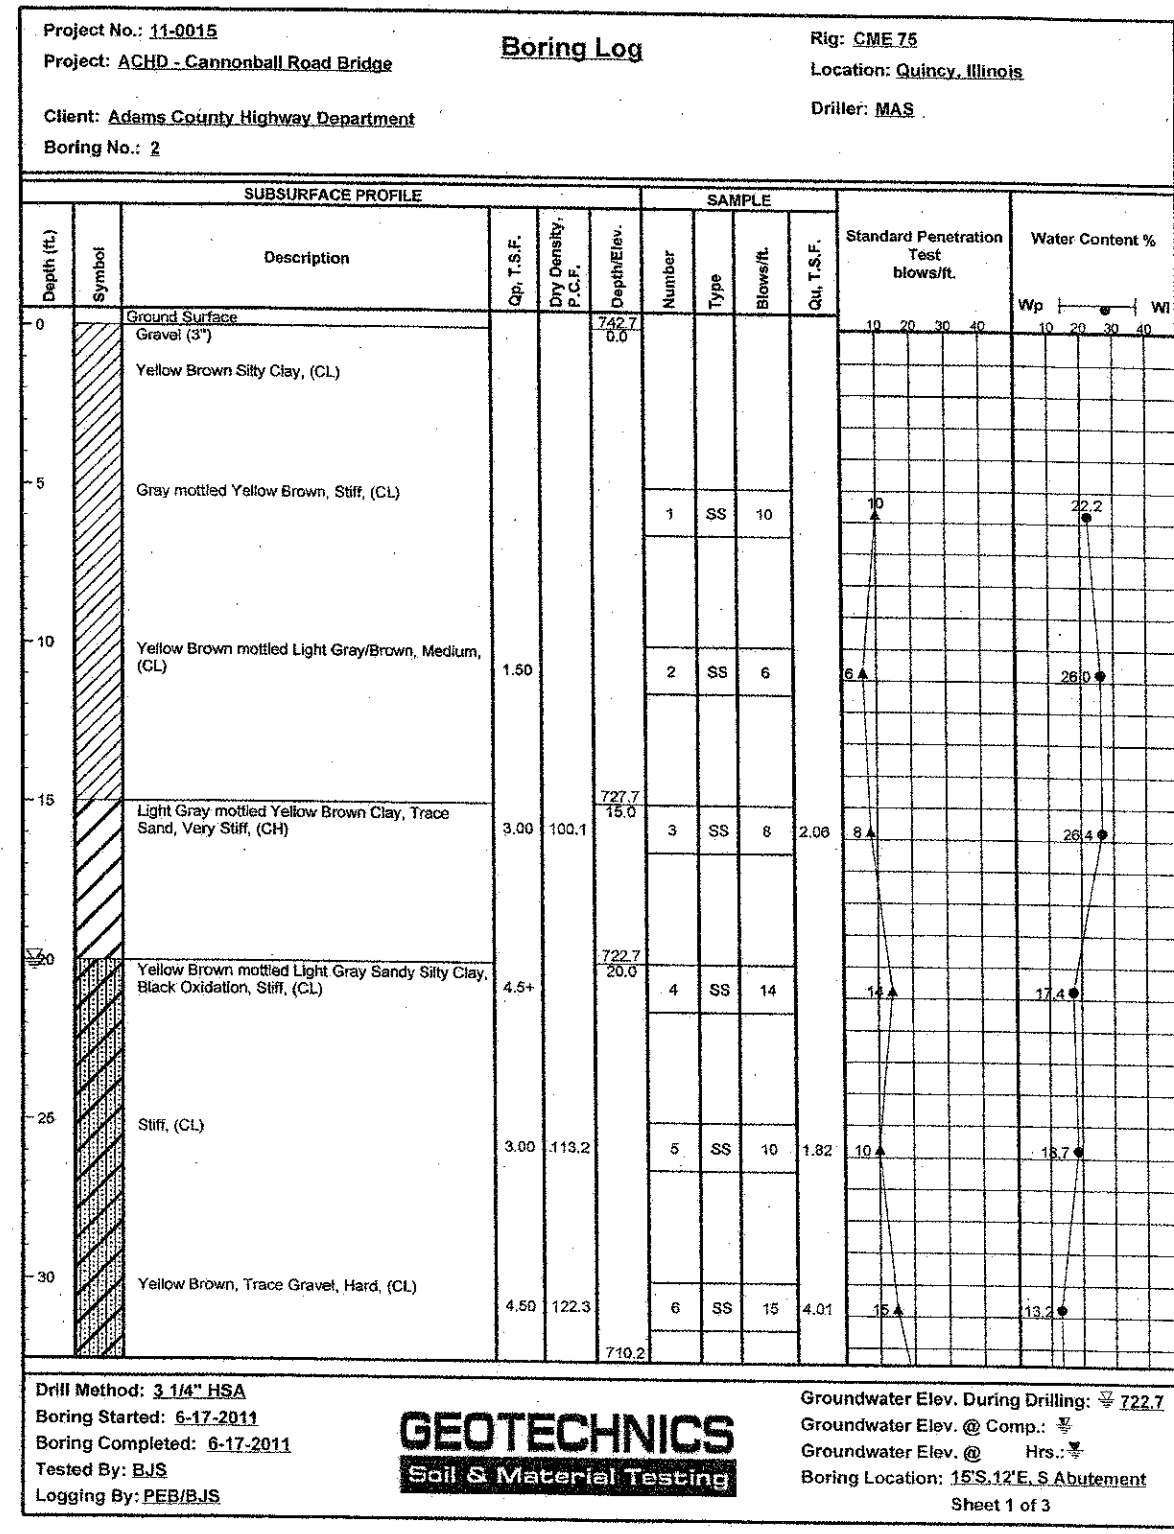 Project No.: 11-0015
Project: ACHD - Cannonball Road Bridge
Client: Adams County Highway Department
Boring No.: 2
Boring Log
Rig: CME 75
Location: Quincy, Illinois
Driller: MAS
SUBSURFACE PROFILE
SAMPLE
Depth (ft.)
Symbol
Description
Qp, T.S.F.
Dry Density, P.C.F.
Depth/Elev.
Number
Type
Blows/ft.
Qu, T.S.F.
Standard Penetration
Test
blows/ft.
10 20 30 40
Water Content %
Wp Wl
10 20 30 40
0
Ground Surface
742.7
0.0
Gravel (3")
Yellow Brown Silty Clay, (CL)
5
Gray mottled Yellow Brown, Stiff, (CL)
1 SS 10
10
22.2
10
Yellow Brown mottled Light Gray/Brown, Medium,
(CL)
1.50
2 SS 6
6
26.0
15
727.7
15.0
Light Gray mottled Yellow Brown Clay, Trace
Sand, Very Stiff, (CH)
3.00 100.1
3 SS 8 2.06
8
26.4
20
722.7
20.0
Yellow Brown mottled Light Gray Sandy Silty Clay,
Black Oxidation, Stiff, (CL)
4.5+
4 SS 14
14
17.4
25
Stiff, (CL)
3.00 113.2
5 SS 10 1.82
10
18.7
30
Yellow Brown, Trace Gravel, Hard, (CL)
4.50 122.3
6 SS 15 4.01
15
13.2
710.2
Drill Method: 3 1/4" HSA
Boring Started: 6-17-2011
Boring Completed: 6-17-2011
Tested By: BJS
Logging By: PEB/BJS
GEOTECHNICS
Soil & Material Testing
Groundwater Elev. During Drilling: 722.7
Groundwater Elev. @ Comp.:
Groundwater Elev. @ Hrs.:
Boring Location: 15'S,12'E, S Abutement
Sheet 1 of 3